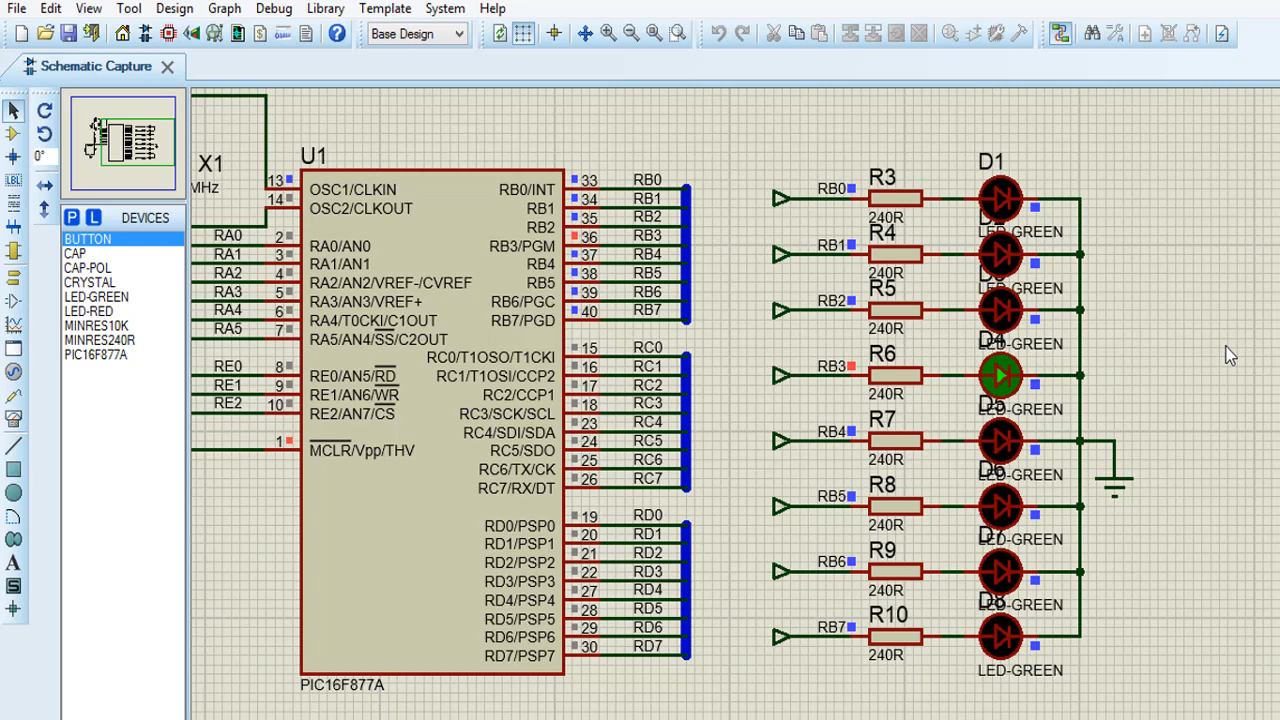 File Edit View Tool Design Graph Debug Library Template System Help
Base Design
Schematic Capture
0°
LBL
P L DEVICES
BUTTON
CAP
CAP-POL
CRYSTAL
LED-GREEN
LED-RED
MINRES10K
MINRES240R
PIC16F877A
A
X1
MHz
U1
13 OSC1/CLKIN
14 OSC2/CLKOUT
RA0 2 RA0/AN0
RA1 3 RA1/AN1
RA2 4 RA2/AN2/VREF-/CVREF
RA3 5 RA3/AN3/VREF+
RA4 6 RA4/T0CKI/C1OUT
RA5 7 RA5/AN4/SS/C2OUT
RE0 8 RE0/AN5/RD
RE1 9 RE1/AN6/WR
RE2 10 RE2/AN7/CS
1 MCLR/Vpp/THV
RB0/INT 33 RB0
RB1 34 RB1
RB2 35 RB2
RB3/PGM 36 RB3
RB4 37 RB4
RB5 38 RB5
RB6/PGC 39 RB6
RB7/PGD 40 RB7
RC0/T1OSO/T1CKI 15 RC0
RC1/T1OSI/CCP2 16 RC1
RC2/CCP1 17 RC2
RC3/SCK/SCL 18 RC3
RC4/SDI/SDA 23 RC4
RC5/SDO 24 RC5
RC6/TX/CK 25 RC6
RC7/RX/DT 26 RC7
RD0/PSP0 19 RD0
RD1/PSP1 20 RD1
RD2/PSP2 21 RD2
RD3/PSP3 22 RD3
RD4/PSP4 27 RD4
RD5/PSP5 28 RD5
RD6/PSP6 29 RD6
RD7/PSP7 30 RD7
PIC16F877A
RB0 R3 D1
240R LED-GREEN
RB1 R4 D2
240R LED-GREEN
RB2 R5 D3
240R LED-GREEN
RB3 R6 D4
240R LED-GREEN
RB4 R7 D5
240R LED-GREEN
RB5 R8 D6
240R LED-GREEN
RB6 R9 D7
240R LED-GREEN
RB7 R10 D8
240R LED-GREEN